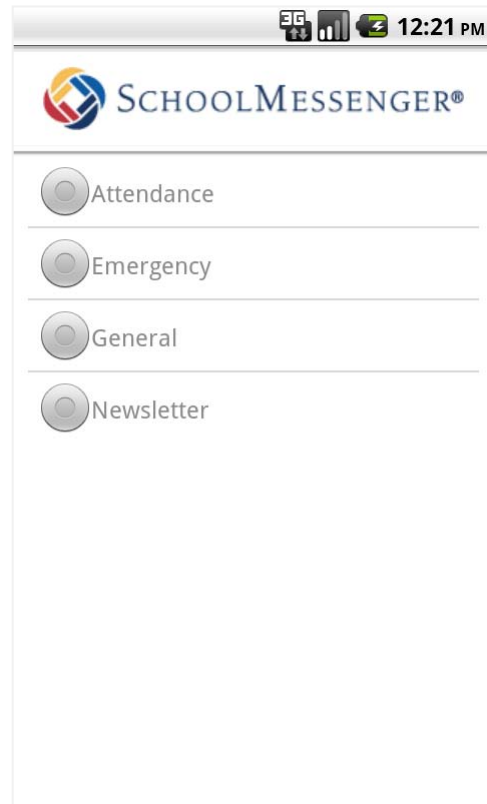 3G 12:21 PM
SCHOOLMESSENGER®
Attendance
Emergency
General
Newsletter